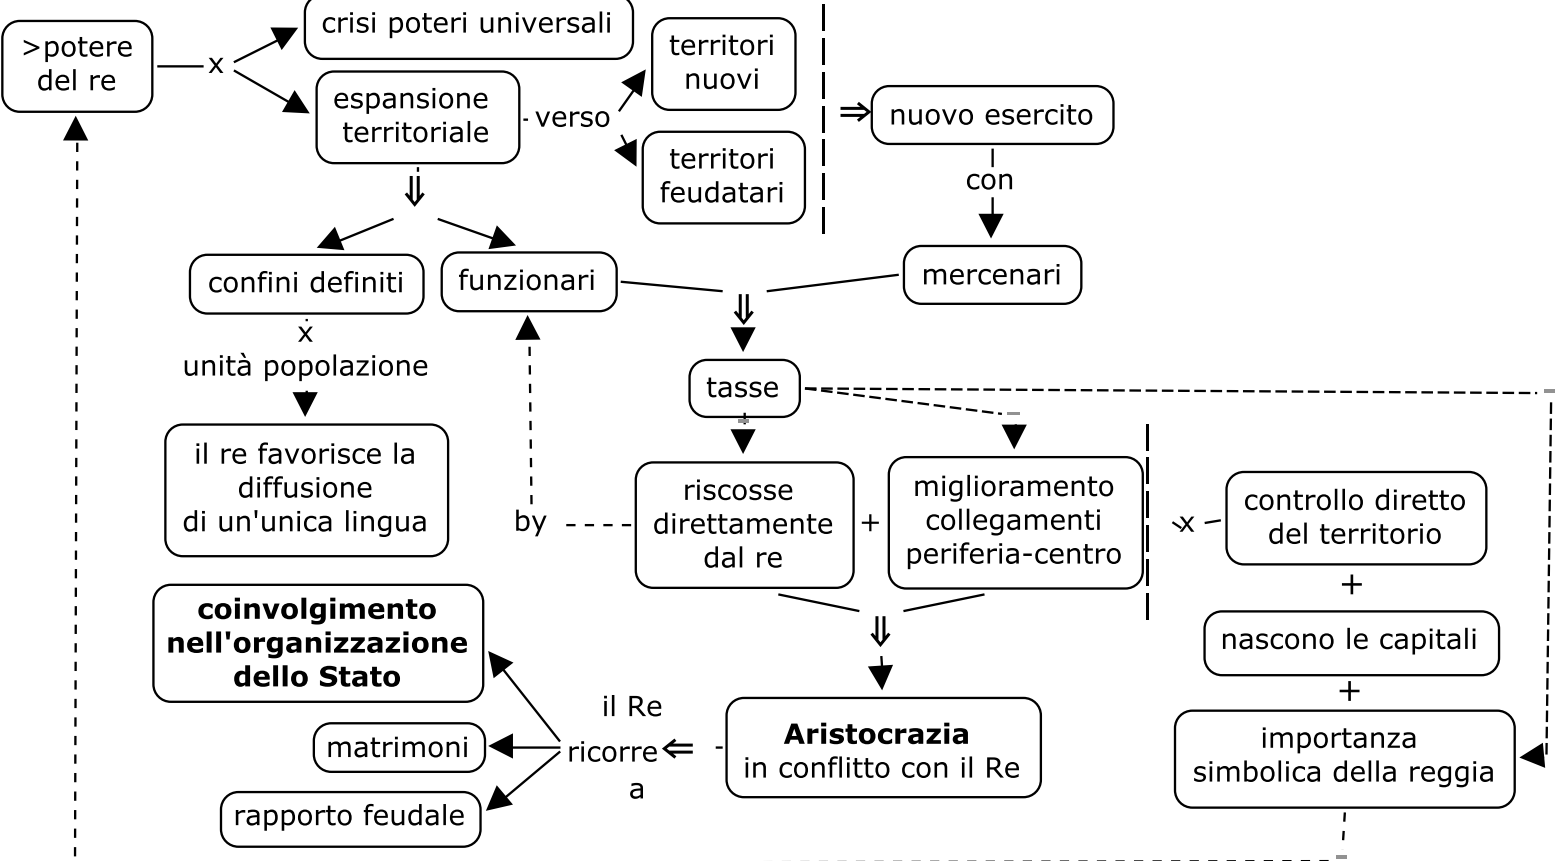 >potere
del re
x
crisi poteri universali
espansione
territoriale
verso
territori
nuovi
territori
feudatari
⇒
nuovo esercito
con
mercenari
⇓
confini definiti
funzionari
x
unità popolazione
il re favorisce la
diffusione
di un'unica lingua
⇓
tasse
by
riscosse
direttamente
dal re
+
miglioramento
collegamenti
periferia-centro
x
controllo diretto
del territorio
+
nascono le capitali
+
importanza
simbolica della reggia
⇓
Aristocrazia
in conflitto con il Re
⇐
il Re
ricorre
a
coinvolgimento
nell'organizzazione
dello Stato
matrimoni
rapporto feudale